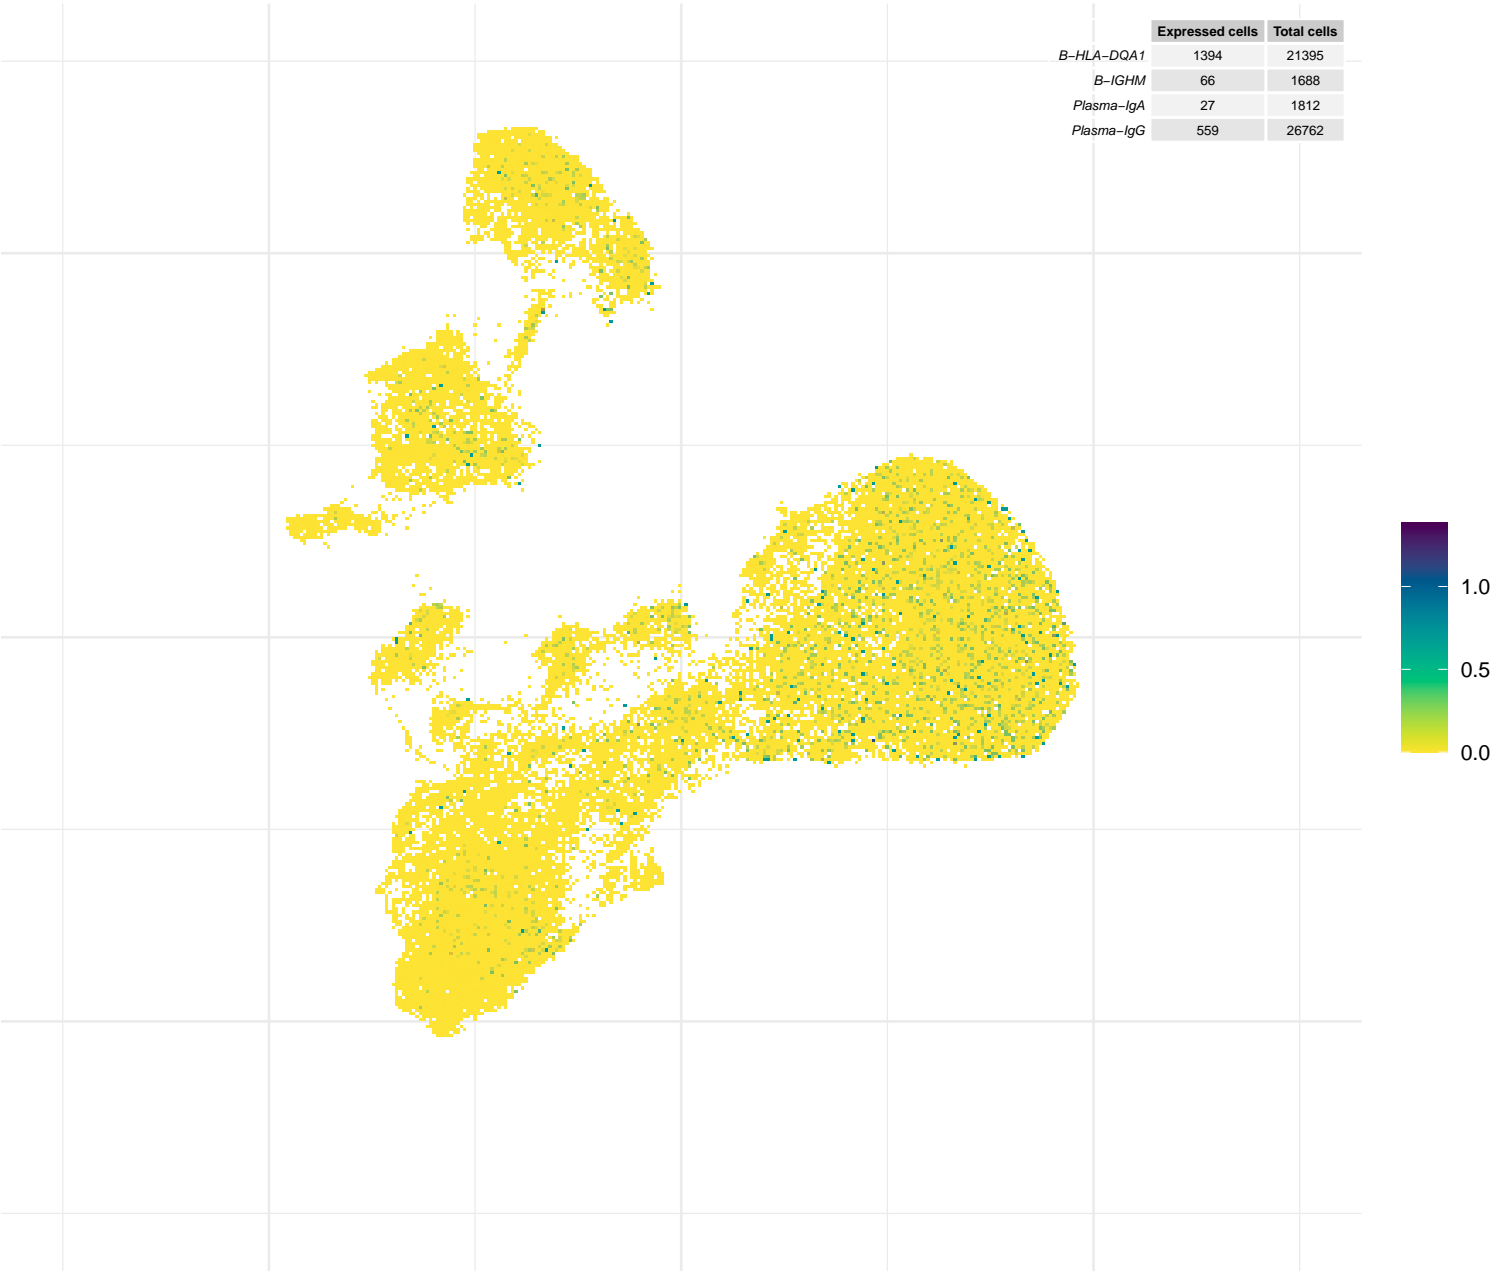 Expressed cells Total cells
B−HLA−DQA1 1394 21395
B−IGHM 66 1688
Plasma−IgA 27 1812
Plasma−IgG 559 26762
1.0
0.5
0.0